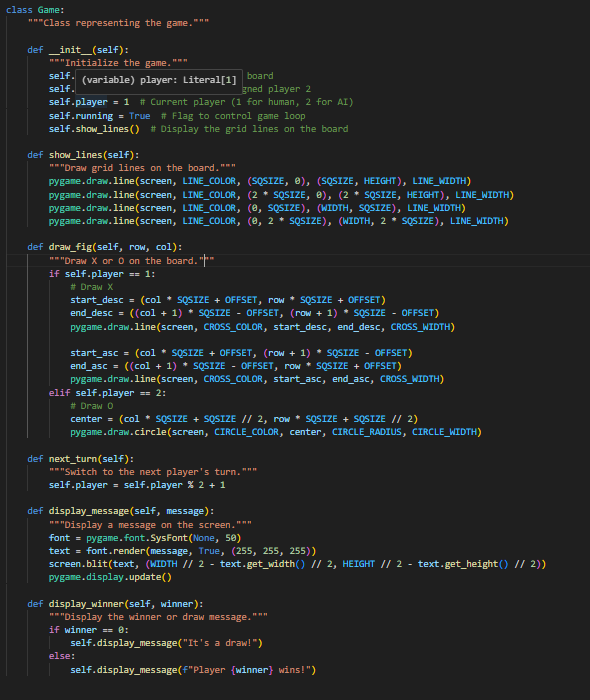 class Game:
    """Class representing the game."""

    def __init__(self):
        """Initialize the game."""
        self. board
        (variable) player: Literal[1]
        self. gned player 2
        self.player = 1  # Current player (1 for human, 2 for AI)
        self.running = True  # Flag to control game loop
        self.show_lines()  # Display the grid lines on the board

    def show_lines(self):
        """Draw grid lines on the board."""
        pygame.draw.line(screen, LINE_COLOR, (SQSIZE, 0), (SQSIZE, HEIGHT), LINE_WIDTH)
        pygame.draw.line(screen, LINE_COLOR, (2 * SQSIZE, 0), (2 * SQSIZE, HEIGHT), LINE_WIDTH)
        pygame.draw.line(screen, LINE_COLOR, (0, SQSIZE), (WIDTH, SQSIZE), LINE_WIDTH)
        pygame.draw.line(screen, LINE_COLOR, (0, 2 * SQSIZE), (WIDTH, 2 * SQSIZE), LINE_WIDTH)

    def draw_fig(self, row, col):
        """Draw X or O on the board."""
        if self.player == 1:
            # Draw X
            start_desc = (col * SQSIZE + OFFSET, row * SQSIZE + OFFSET)
            end_desc = ((col + 1) * SQSIZE - OFFSET, (row + 1) * SQSIZE - OFFSET)
            pygame.draw.line(screen, CROSS_COLOR, start_desc, end_desc, CROSS_WIDTH)

            start_asc = (col * SQSIZE + OFFSET, (row + 1) * SQSIZE - OFFSET)
            end_asc = ((col + 1) * SQSIZE - OFFSET, row * SQSIZE + OFFSET)
            pygame.draw.line(screen, CROSS_COLOR, start_asc, end_asc, CROSS_WIDTH)
        elif self.player == 2:
            # Draw O
            center = (col * SQSIZE + SQSIZE // 2, row * SQSIZE + SQSIZE // 2)
            pygame.draw.circle(screen, CIRCLE_COLOR, center, CIRCLE_RADIUS, CIRCLE_WIDTH)

    def next_turn(self):
        """Switch to the next player's turn."""
        self.player = self.player % 2 + 1

    def display_message(self, message):
        """Display a message on the screen."""
        font = pygame.font.SysFont(None, 50)
        text = font.render(message, True, (255, 255, 255))
        screen.blit(text, (WIDTH // 2 - text.get_width() // 2, HEIGHT // 2 - text.get_height() // 2))
        pygame.display.update()

    def display_winner(self, winner):
        """Display the winner or draw message."""
        if winner == 0:
            self.display_message("It's a draw!")
        else:
            self.display_message(f"Player {winner} wins!")